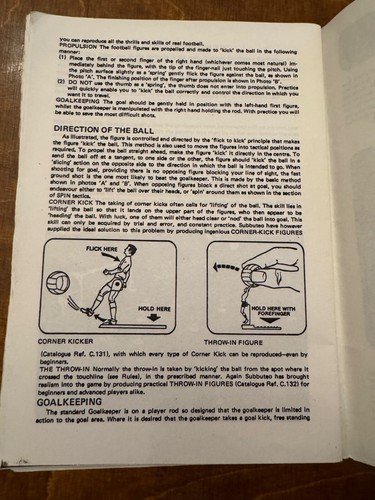 you can reproduce all the thrills and skills of real football.
PROPULSION The football figures are propelled and made to "kick" the ball in the following
manner:
(1) Place the first or second finger of the right hand (whichever comes most natural) im-
mediately behind the figure, with the tip of the finger-nail just touching the pitch. Using
the pitch surface slightly as a 'spring' gently flick the figure against the ball, as shown in
Photo "A". The finishing position of the finger after propulsion is shown in Photo "B".
(2) DO NOT use the thumb as a "spring", the thumb does not enter into propulsion. Practice
will quickly enable you to "kick" the ball correctly and control the direction in which you
want it to travel.
GOALKEEPING The goal should be gently held in position with the left-hand first figure,
whilst the goalkeeper is manipulated with the right hand holding the rod. With practice you will
be able to save the most difficult shots.
DIRECTION OF THE BALL
As illustrated, the figure is controlled and directed by the 'flick to kick' principle that makes
the figure 'kick' the ball. This method is also used to move the figures into tactical positions as
required. To propel the ball straight ahead, make the figure 'kick' it directly in the centre. To
send the ball off at a tangent, to one side or the other, the figure should 'kick' the ball in a
'slicing' action on the opposite side to the direction in which the ball is intended to go. When
shooting for goal, providing there is no opposing figure blocking your line of sight, the fast
ground shot is the one most likely to beat the goalkeeper. This is made by the basic method
shown in photos "A" and "B". When opposing figures block a direct shot at goal, you should
endeavour either to 'lift' the ball over their heads, or 'spin' around them as shown in the section
of SPIN tactics.
CORNER KICK The taking of corner kicks often calls for 'lifting' of the ball. The skill lies in
'lifting' the ball so that it lands on the upper part of the figures, who then appear to be
'heading' the ball. With luck, one of them will either head clear or 'nod' the ball into goal. This
skill can only be acquired by trial and error, and constant practice. Subbuteo have however
supplied the ideal solution to this problem by producing ingenious CORNER-KICK FIGURES
FLICK HERE
HOLD HERE
HOLD HERE WITH
FOREFINGER
CORNER KICKER
THROW-IN FIGURE
(Catalogue Ref. C.131), with which every type of Corner Kick can be reproduced—even by
beginners.
THE THROW-IN Normally the throw-in is taken by 'kicking' the ball from the spot where it
crossed the touchline (see Rules), in the prescribed manner. Again Subbuteo has brought
realism into the game by producing practical THROW-IN FIGURES (Catalogue Ref. C.132) for
beginners and advanced players alike.
GOALKEEPING
The standard Goalkeeper is on a player rod so designed that the goalkeeper is limited in
action to the goal area. Where it is desired that the goalkeeper takes a goal kick, free standing